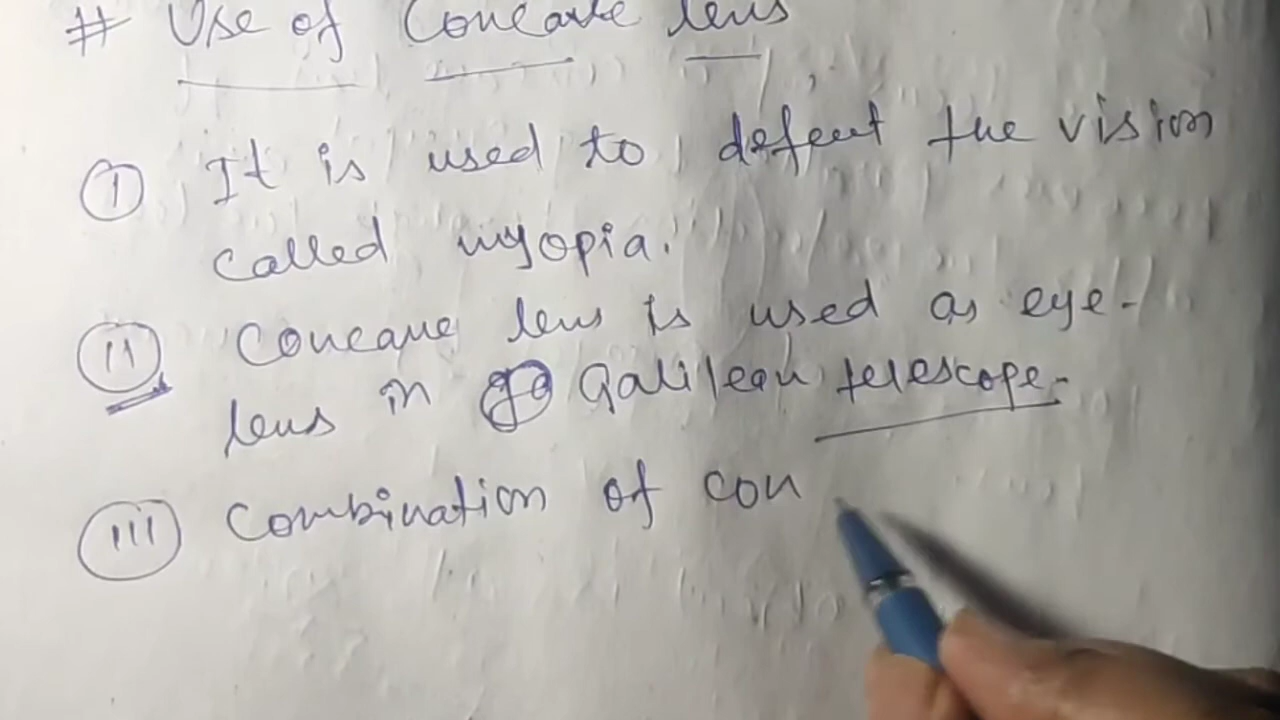 # Use of Concave lens
(I) It is used to defeut the vision
called myopia.
(II) Concave lens is used as eye-
lens in Galilean telescope.
(III) Combination of con